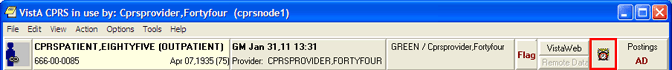 VistA CPRS in use by: Cprsprovider,Fortyfour (cprsnode1)
File Edit View Action Options Tools Help
CPRSPATIENT,EIGHTYFIVE (OUTPATIENT) GM Jan 31,11 13:31 GREEN / Cprsprovider,Fortyfour Flag VistaWeb Postings
666-00-0085 Apr 07,1935 (75) Provider: CPRSPROVIDER,FORTYFOUR Remote Data AD